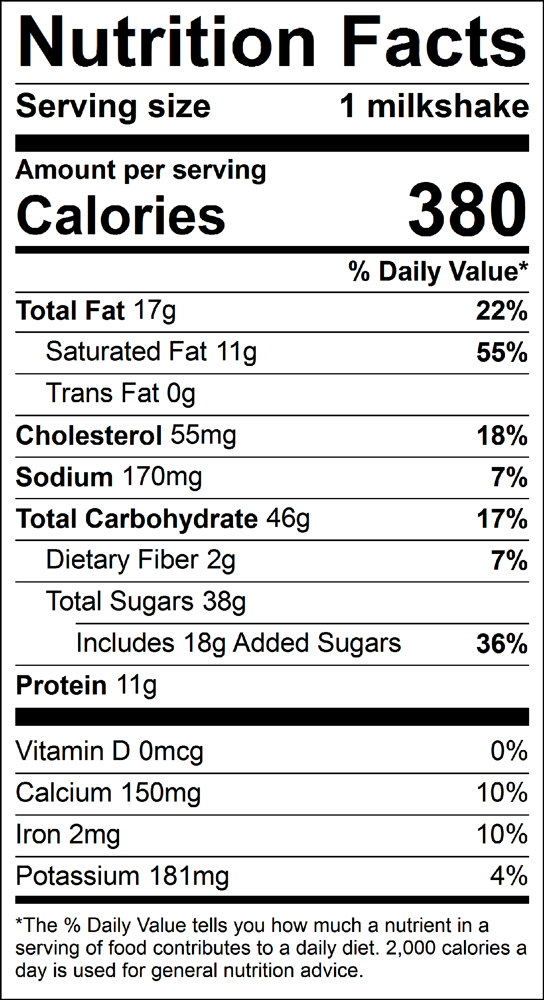 Nutrition Facts
Serving size 1 milkshake
Amount per serving
Calories 380
% Daily Value*
Total Fat 17g 22%
Saturated Fat 11g 55%
Trans Fat 0g
Cholesterol 55mg 18%
Sodium 170mg 7%
Total Carbohydrate 46g 17%
Dietary Fiber 2g 7%
Total Sugars 38g
Includes 18g Added Sugars 36%
Protein 11g
Vitamin D 0mcg 0%
Calcium 150mg 10%
Iron 2mg 10%
Potassium 181mg 4%
*The % Daily Value tells you how much a nutrient in a
serving of food contributes to a daily diet. 2,000 calories a
day is used for general nutrition advice.